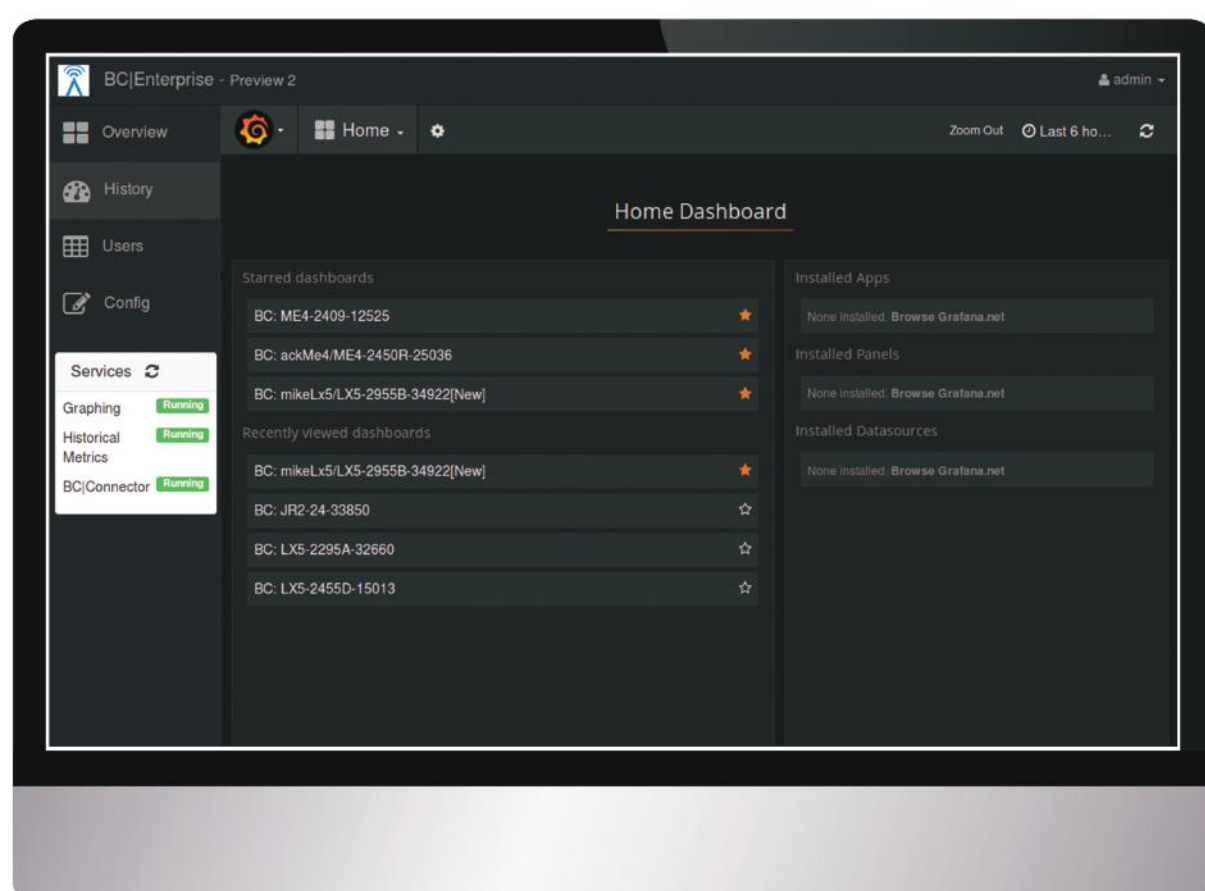 BC|Enterprise - Preview 2
admin
Overview
Home
Zoom Out
Last 6 ho...
History
Home Dashboard
Users
Config
Starred dashboards
BC: ME4-2409-12525
BC: ackMe4/ME4-2450R-25036
BC: mikeLx5/LX5-2955B-34922[New]
Recently viewed dashboards
BC: mikeLx5/LX5-2955B-34922[New]
BC: JR2-24-33850
BC: LX5-2295A-32660
BC: LX5-2455D-15013
Installed Apps
None installed. Browse Grafana.net
Installed Panels
None installed. Browse Grafana.net
Installed Datasources
None installed. Browse Grafana.net
Services
Graphing Running
Historical Running
Metrics
BC|Connector Running